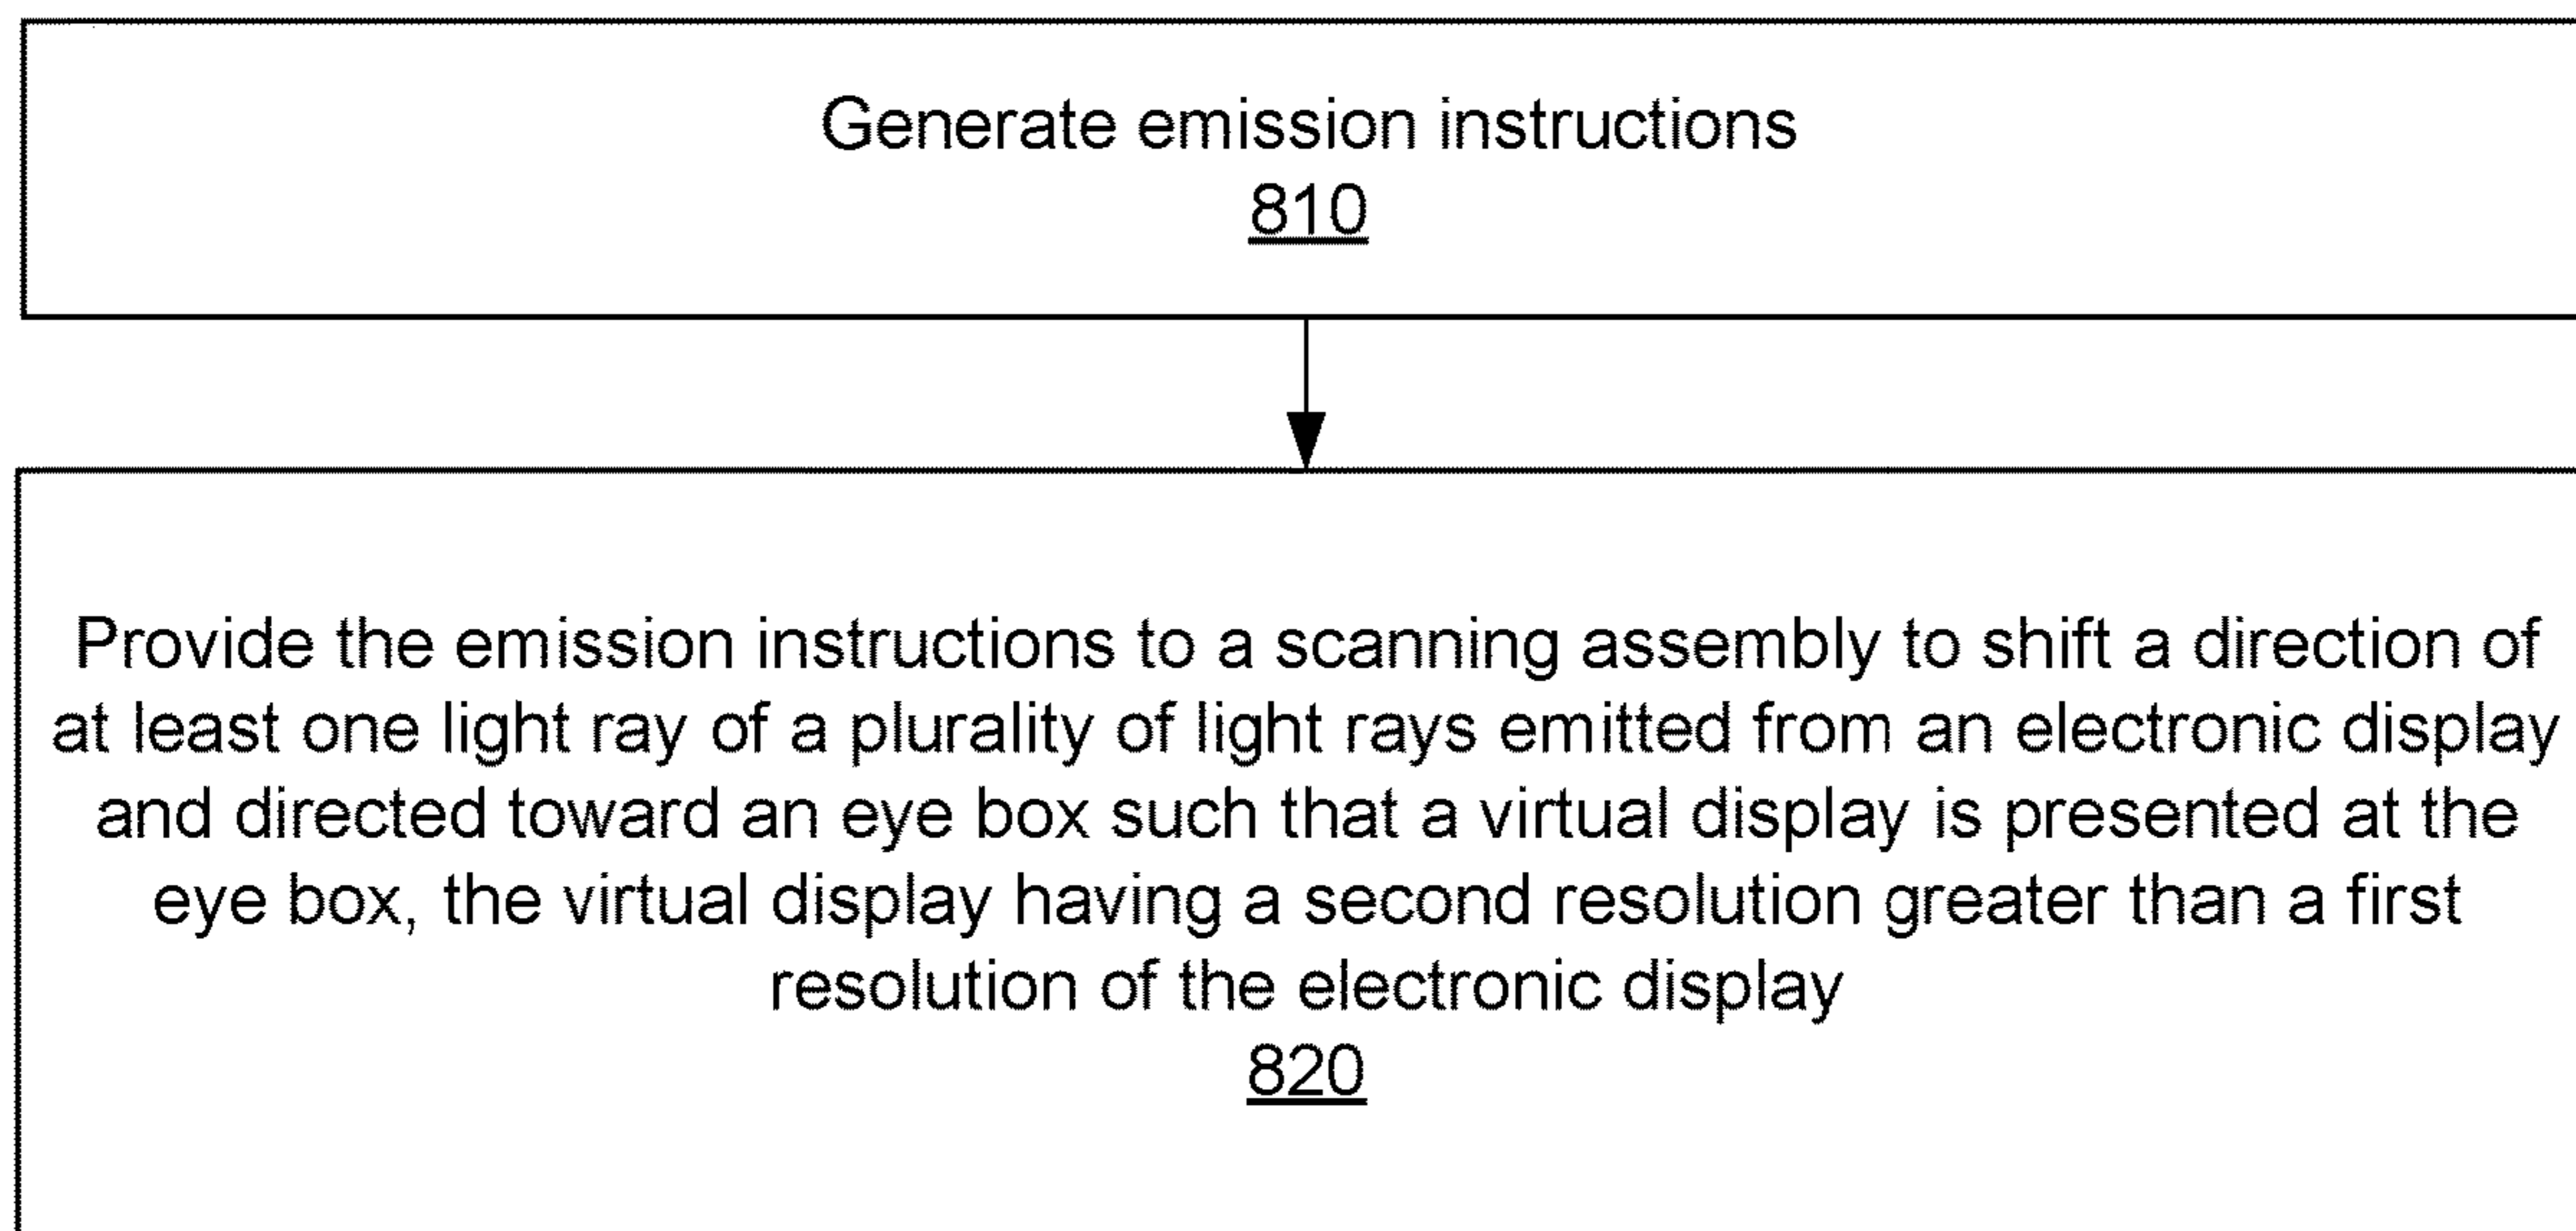 Generate emission instructions
810
Provide the emission instructions to a scanning assembly to shift a direction of
at least one light ray of a plurality of light rays emitted from an electronic display
and directed toward an eye box such that a virtual display is presented at the
eye box, the virtual display having a second resolution greater than a first
resolution of the electronic display
820